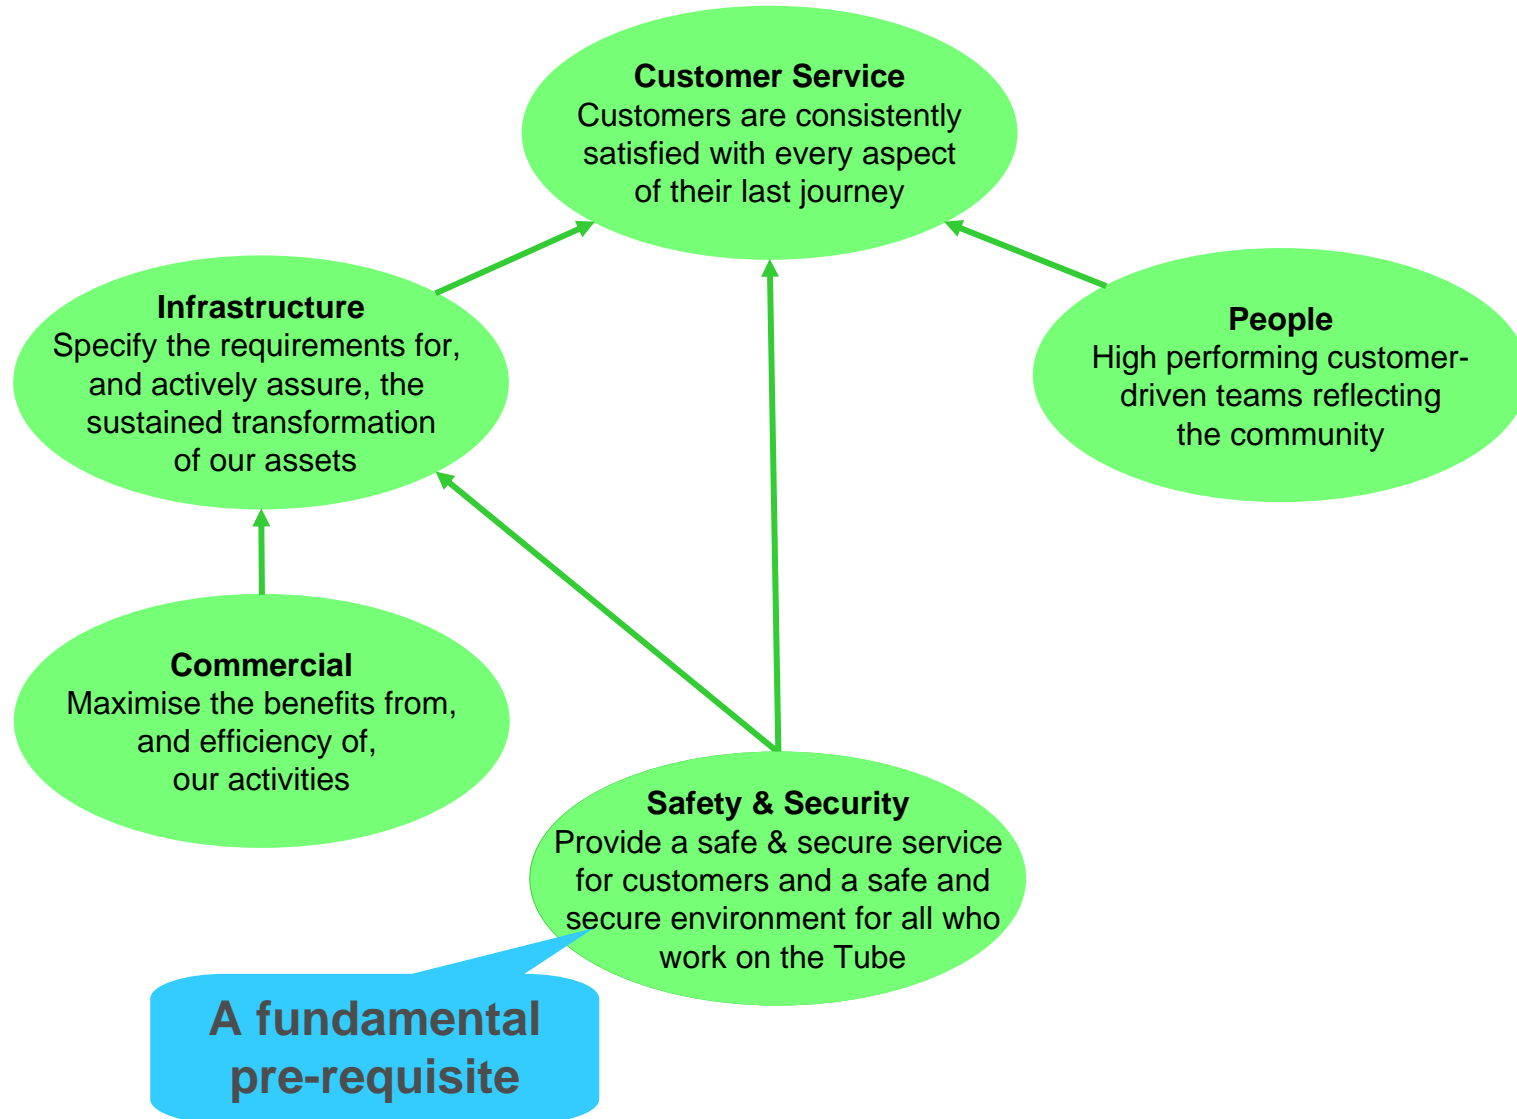 Customer Service
Customers are consistently
satisfied with every aspect
of their last journey
Infrastructure
Specify the requirements for,
and actively assure, the
sustained transformation
of our assets
People
High performing customer-
driven teams reflecting
the community
Commercial
Maximise the benefits from,
and efficiency of,
our activities
Safety & Security
Provide a safe & secure service
for customers and a safe and
secure environment for all who
work on the Tube
A fundamental
pre-requisite